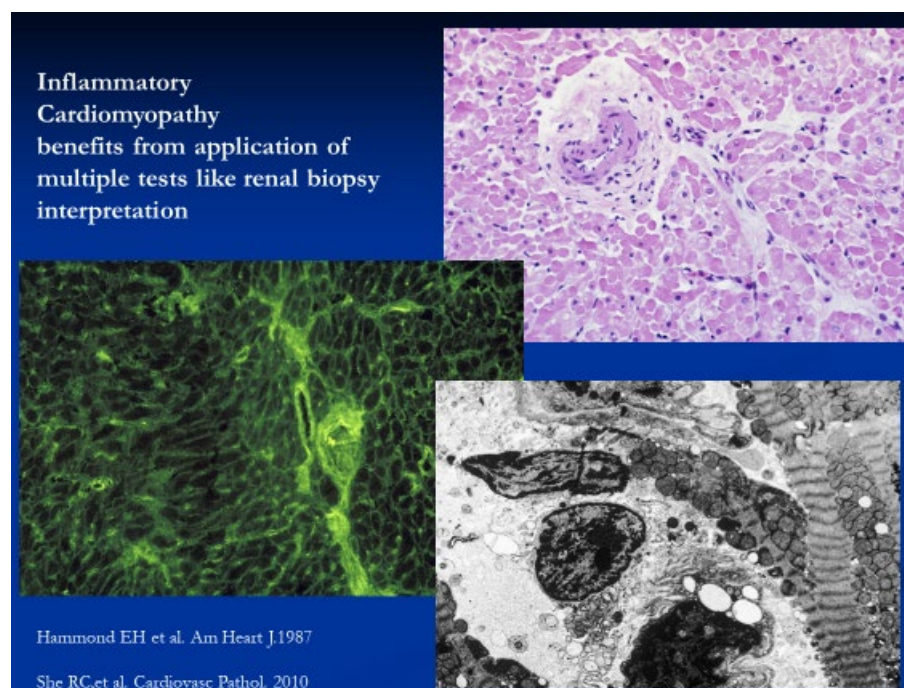 Inflammatory
Cardiomyopathy
benefits from application of
multiple tests like renal biopsy
interpretation
Hammond EH et al. Am Heart J.1987
She RC,et al. Cardiovasc Pathol. 2010